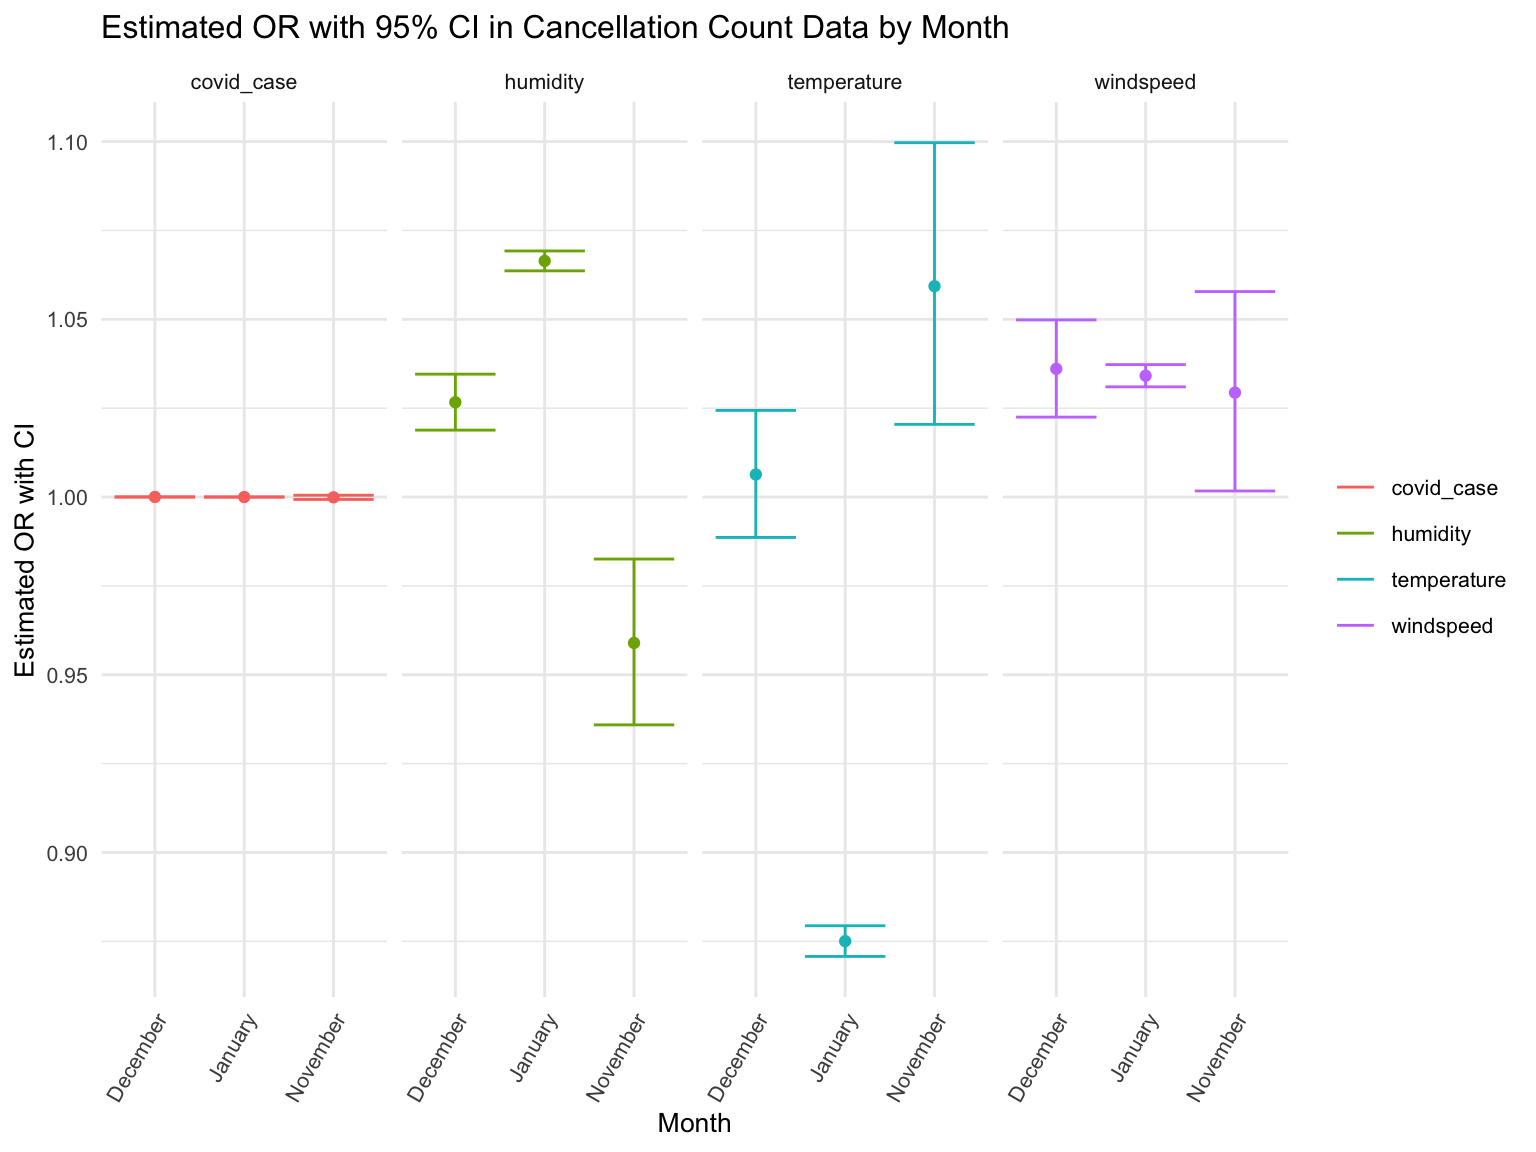 Estimated OR with 95% CI in Cancellation Count Data by Month
covid_case
humidity
temperature
windspeed
1.10
1.05
1.00
0.95
0.90
Estimated OR with CI
December
January
November
December
January
November
December
January
November
December
January
November
Month
covid_case
humidity
temperature
windspeed